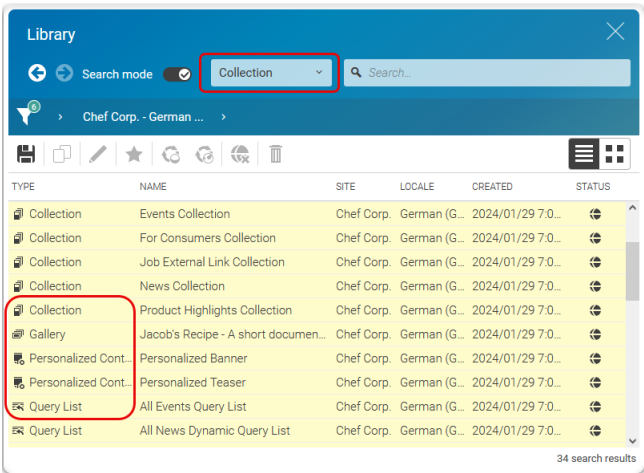 Library
Search mode Collection Search...
6 Chef Corp. - German ...
TYPE NAME SITE LOCALE CREATED STATUS
Collection Events Collection Chef Corp. German (G... 2024/01/29 7:0...
Collection For Consumers Collection Chef Corp. German (G... 2024/01/29 7:0...
Collection Job External Link Collection Chef Corp. German (G... 2024/01/29 7:0...
Collection News Collection Chef Corp. German (G... 2024/01/29 7:0...
Collection Product Highlights Collection Chef Corp. German (G... 2024/01/29 7:0...
Gallery Jacob's Recipe - A short documen... Chef Corp. German (G... 2024/01/29 7:0...
Personalized Cont... Personalized Banner Chef Corp. German (G... 2024/01/29 7:0...
Personalized Cont... Personalized Teaser Chef Corp. German (G... 2024/01/29 7:0...
Query List All Events Query List Chef Corp. German (G... 2024/01/29 7:0...
Query List All News Dynamic Query List Chef Corp. German (G... 2024/01/29 7:0...
34 search results